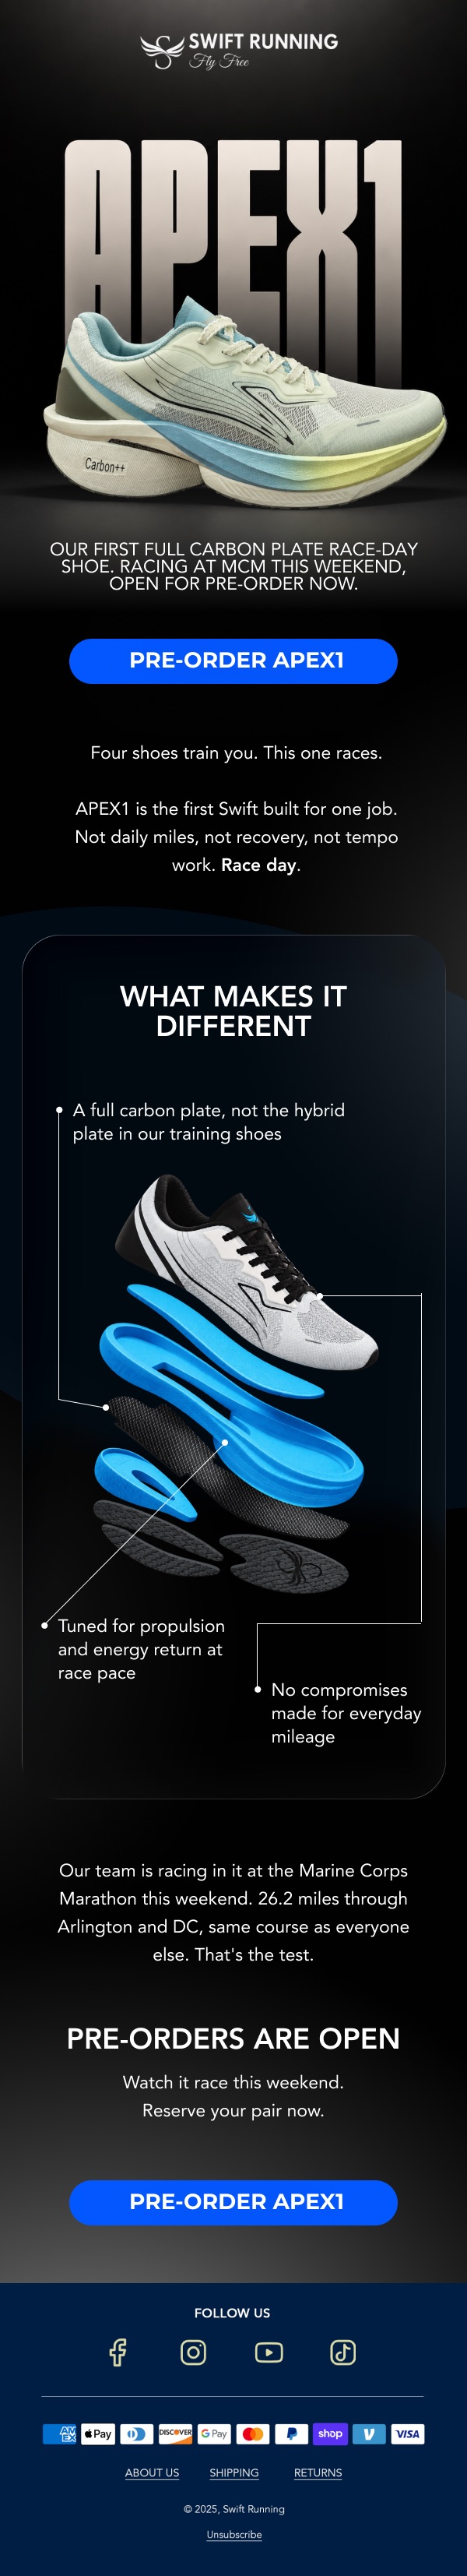 SWIFT RUNNING
Fly Free
APEX1
Carbon++
OUR FIRST FULL CARBON PLATE RACE-DAY
SHOE. RACING AT MCM THIS WEEKEND,
OPEN FOR PRE-ORDER NOW.
PRE-ORDER APEX1
Four shoes train you. This one races.
APEX1 is the first Swift built for one job.
Not daily miles, not recovery, not tempo
work. Race day.
WHAT MAKES IT
DIFFERENT
A full carbon plate, not the hybrid
plate in our training shoes
Tuned for propulsion
and energy return at
race pace
No compromises
made for everyday
mileage
Our team is racing in it at the Marine Corps
Marathon this weekend. 26.2 miles through
Arlington and DC, same course as everyone
else. That's the test.
PRE-ORDERS ARE OPEN
Watch it race this weekend.
Reserve your pair now.
PRE-ORDER APEX1
FOLLOW US
AM EX Pay DISCOVER G Pay shop VISA
ABOUT US SHIPPING RETURNS
© 2025, Swift Running
Unsubscribe